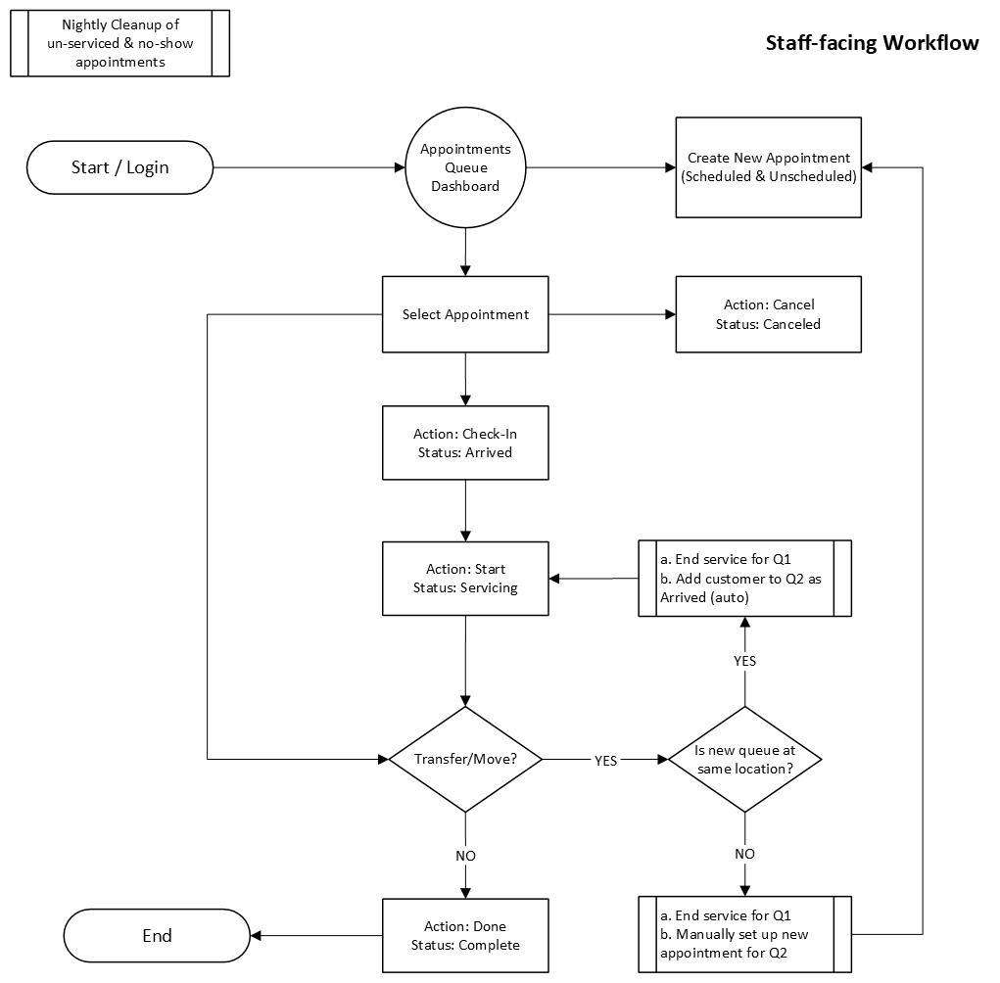 Nightly Cleanup of
un-serviced & no-show
appointments
Staff-facing Workflow
Start / Login
Appointments
Queue
Dashboard
Create New Appointment
(Scheduled & Unscheduled)
Select Appointment
Action: Cancel
Status: Canceled
Action: Check-In
Status: Arrived
Action: Start
Status: Servicing
a. End service for Q1
b. Add customer to Q2 as
Arrived (auto)
YES
Transfer/Move?
YES
Is new queue at
same location?
NO
NO
Action: Done
Status: Complete
End
a. End service for Q1
b. Manually set up new
appointment for Q2